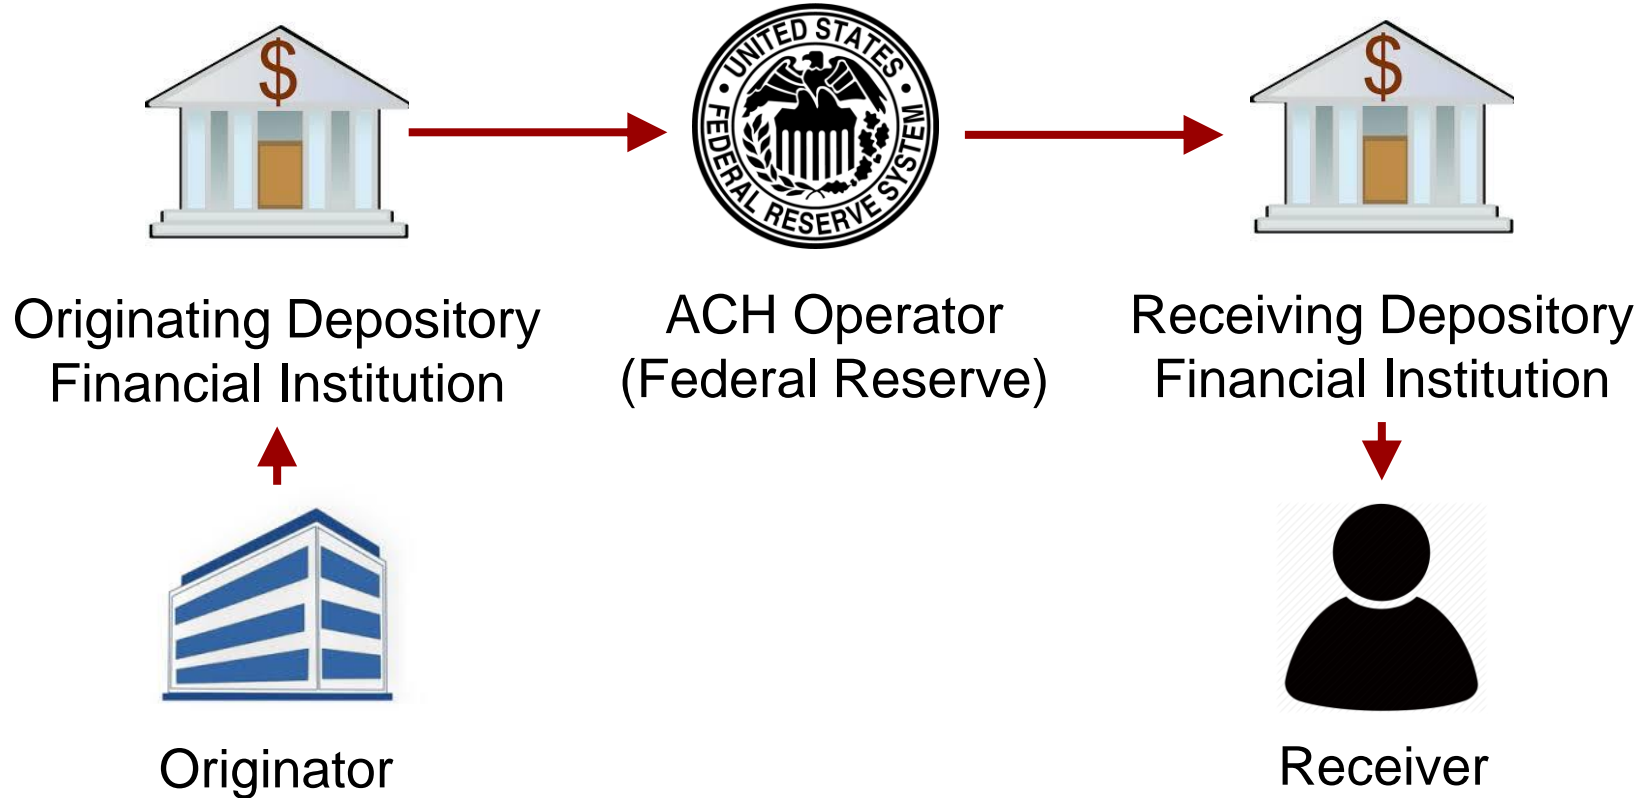 $
UNITED STATES
FEDERAL RESERVE SYSTEM
$
Originating Depository
Financial Institution
ACH Operator
(Federal Reserve)
Receiving Depository
Financial Institution
Originator
Receiver